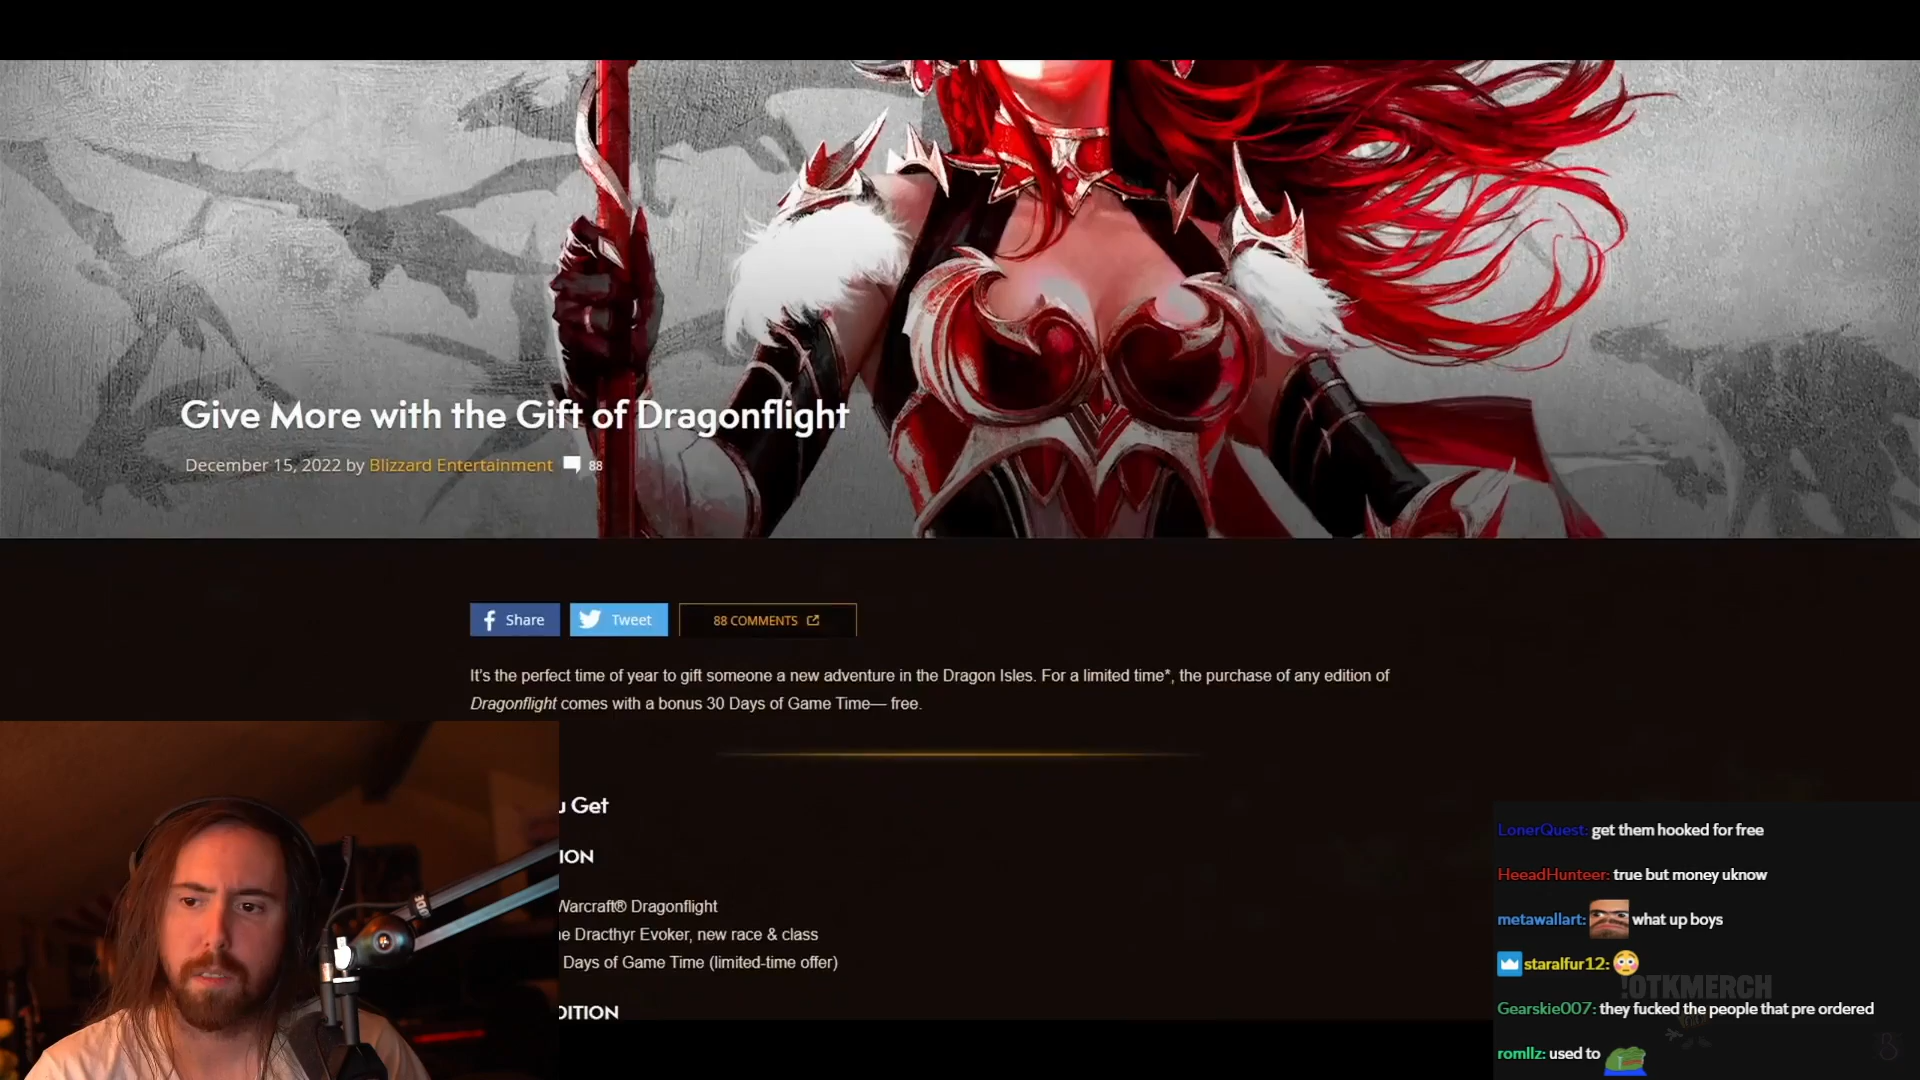 Give More with the Gift of Dragonflight
December 15, 2022 by Blizzard Entertainment 88
Share
Tweet
88 COMMENTS
It's the perfect time of year to gift someone a new adventure in the Dragon Isles. For a limited time*, the purchase of any edition of
Dragonflight comes with a bonus 30 Days of Game Time— free.
u Get
ION
Warcraft® Dragonflight
e Dracthyr Evoker, new race & class
Days of Game Time (limited-time offer)
DITION
LonerQuest: get them hooked for free
HeeadHunteer: true but money uknow
metawallart: what up boys
staralfur12:
!OTKMERCH
Gearskie007: they fucked the people that pre ordered
romllz: used to